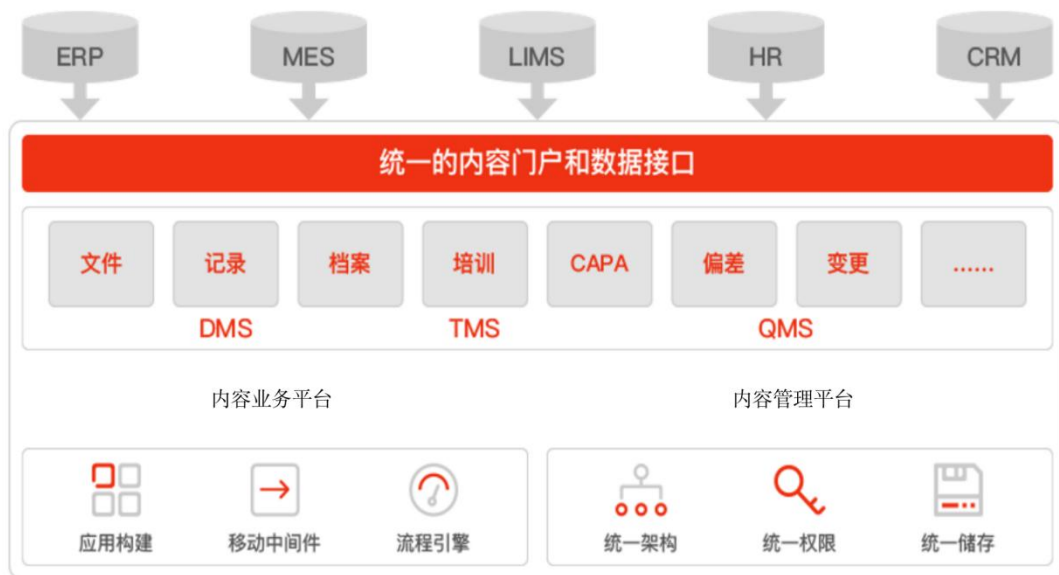 ERP MES LIMS HR CRM
统一的内容门户和数据接口
文件 记录 档案 培训 CAPA 偏差 变更 ……
DMS TMS QMS
内容业务平台 内容管理平台
应用构建 移动中间件 流程引擎 统一架构 统一权限 统一储存